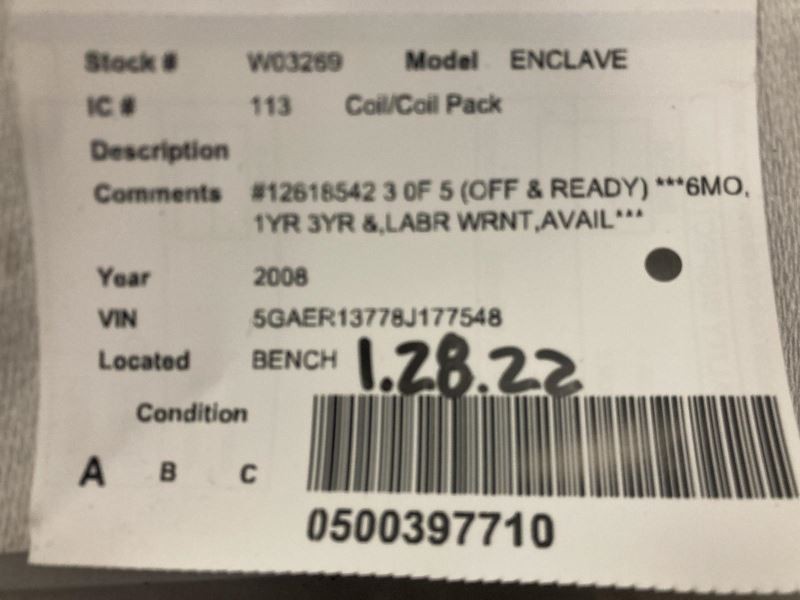 Stock # W03269 Model ENCLAVE
IC # 113 Coil/Coil Pack
Description
Comments #12618542 3 0F 5 (OFF & READY) ***6MO,
1YR 3YR &,LABR WRNT,AVAIL***
Year 2008
VIN 5GAER13778J177548
Located BENCH 1.28.22
Condition
A B C
0500397710